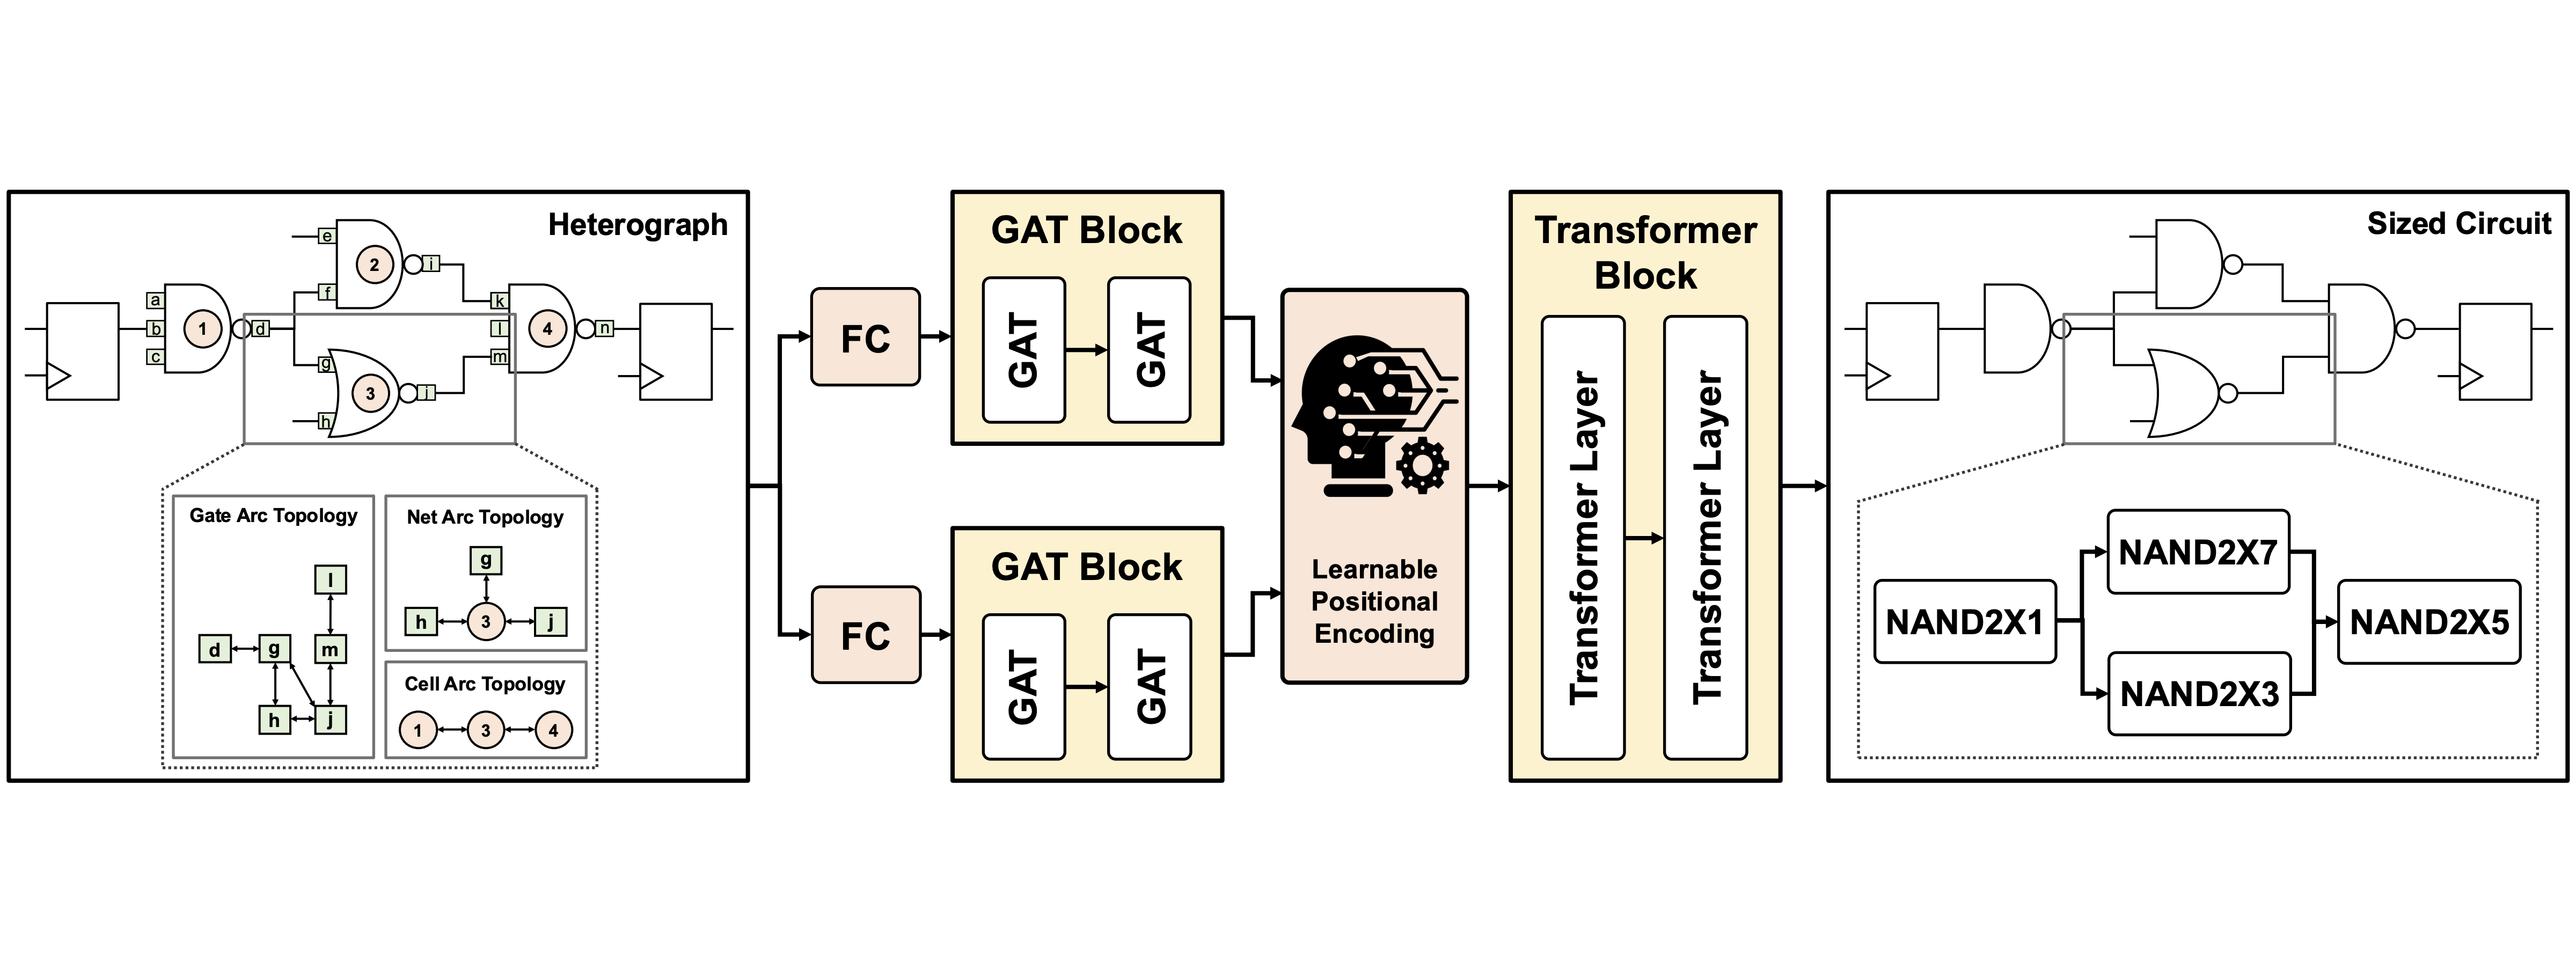 Heterograph
e
2
i
f
a
b
c
1
d
k
l
m
4
n
g
3
j
h
Gate Arc Topology
l
d
g
m
h
j
Net Arc Topology
g
h
3
j
Cell Arc Topology
1
3
4
FC
FC
GAT Block
GAT
GAT
GAT Block
GAT
GAT
Learnable
Positional
Encoding
Transformer
Block
Transformer Layer
Transformer Layer
Sized Circuit
NAND2X1
NAND2X7
NAND2X3
NAND2X5